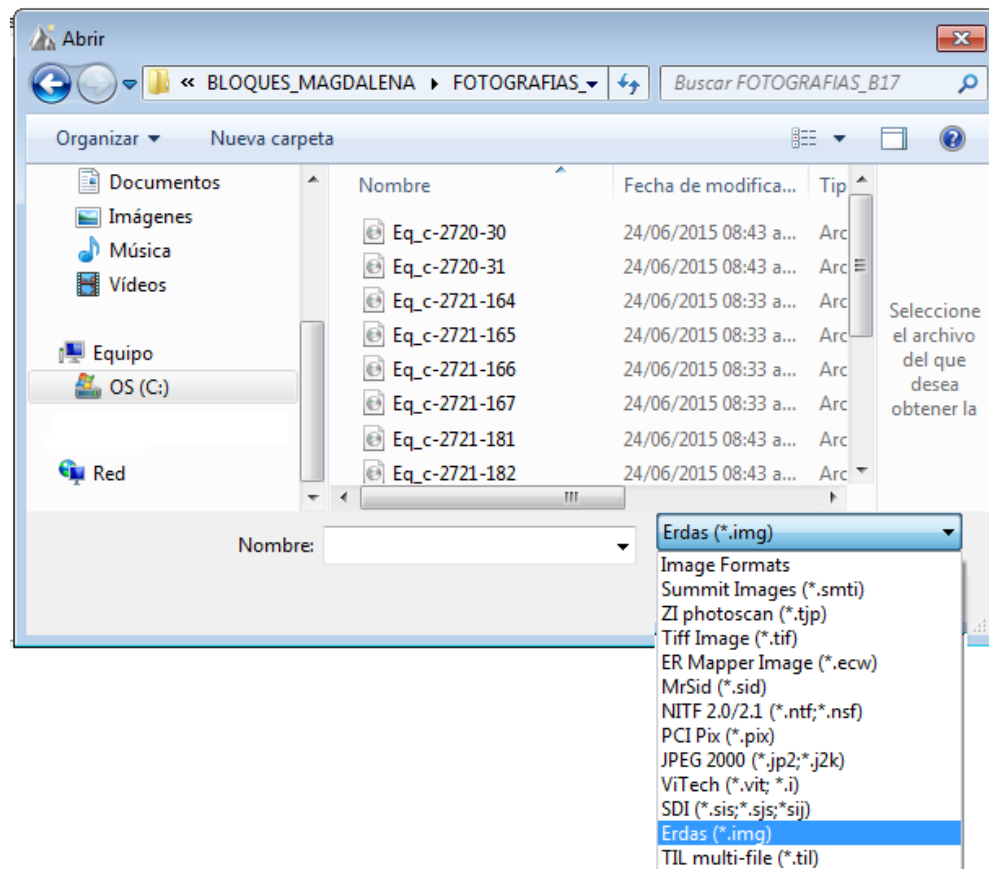 Abrir
« BLOQUES_MAGDALENA FOTOGRAFIAS_ Buscar FOTOGRAFIAS_B17
Organizar Nueva carpeta
Documentos
Imágenes
Música
Vídeos
Equipo
OS (C:)
Red
Nombre Fecha de modifica... Tip
Eq_c-2720-30 24/06/2015 08:43 a... Arc
Eq_c-2720-31 24/06/2015 08:43 a... Arc
Eq_c-2721-164 24/06/2015 08:33 a... Arc
Eq_c-2721-165 24/06/2015 08:33 a... Arc
Eq_c-2721-166 24/06/2015 08:33 a... Arc
Eq_c-2721-167 24/06/2015 08:33 a... Arc
Eq_c-2721-181 24/06/2015 08:43 a... Arc
Eq_c-2721-182 24/06/2015 08:43 a... Arc
Seleccione
el archivo
del que
desea
obtener la
Nombre:
Erdas (*.img)
Image Formats
Summit Images (*.smti)
ZI photoscan (*.tjp)
Tiff Image (*.tif)
ER Mapper Image (*.ecw)
MrSid (*.sid)
NITF 2.0/2.1 (*.ntf;*.nsf)
PCI Pix (*.pix)
JPEG 2000 (*.jp2;*.j2k)
ViTech (*.vit; *.i)
SDI (*.sis;*.sjs;*sij)
Erdas (*.img)
TIL multi-file (*.til)